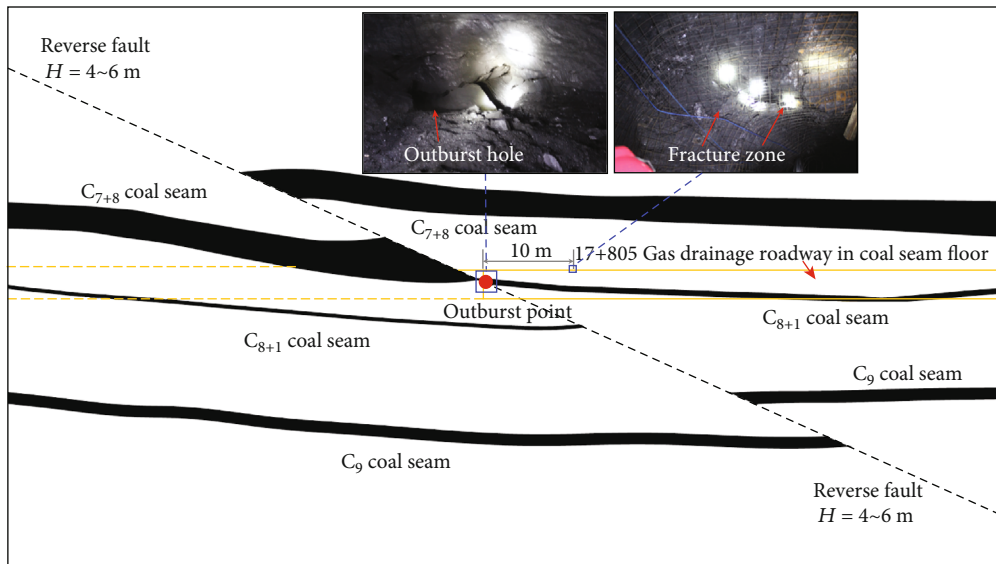 Reverse fault
H = 4~6 m
Outburst hole
Fracture zone
C7+8 coal seam
C7+8 coal seam
10 m
17+805 Gas drainage roadway in coal seam floor
Outburst point
C8+1 coal seam
C8+1 coal seam
C9 coal seam
C9 coal seam
Reverse fault
H = 4~6 m